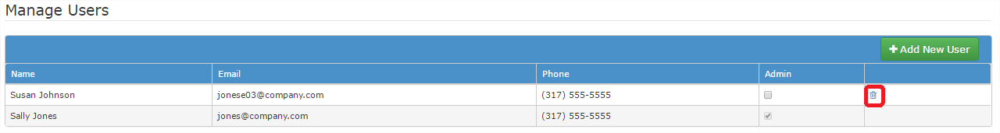 Manage Users
Add New User
Name Email Phone Admin
Susan Johnson jonese03@company.com (317) 555-5555
Sally Jones jones@company.com (317) 555-5555